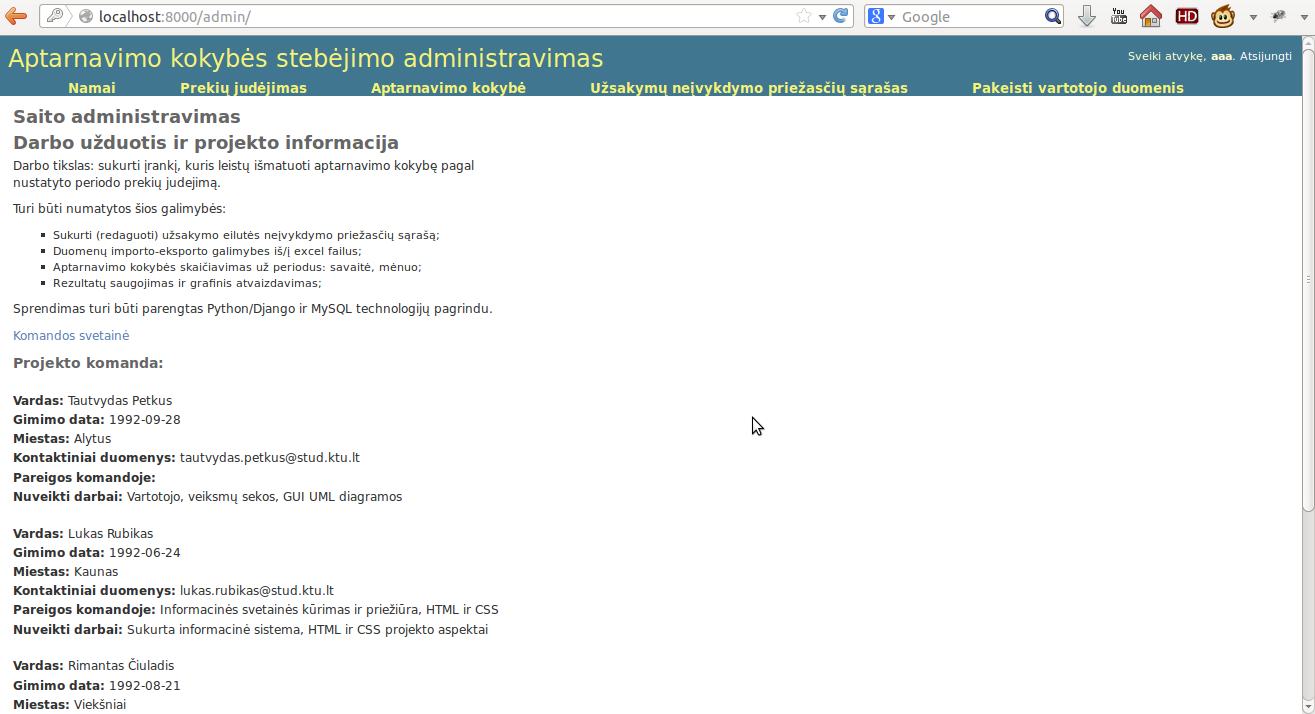 localhost:8000/admin/
Google
You Tube
HD
Aptarnavimo kokybės stebėjimo administravimas
Sveiki atvykę, aaa. Atsijungti
Namai Prekių judėjimas Aptarnavimo kokybė Užsakymų neįvykdymo priežasčių sąrašas Pakeisti vartotojo duomenis
Saito administravimas
Darbo užduotis ir projekto informacija
Darbo tikslas: sukurti įrankį, kuris leistų išmatuoti aptarnavimo kokybę pagal
nustatyto periodo prekių judejimą.
Turi būti numatytos šios galimybės:
Sukurti (redaguoti) užsakymo eilutės neįvykdymo priežasčių sąrašą;
Duomenų importo-eksporto galimybes iš/į excel failus;
Aptarnavimo kokybės skaičiavimas už periodus: savaitė, mėnuo;
Rezultatų saugojimas ir grafinis atvaizdavimas;
Sprendimas turi būti parengtas Python/Django ir MySQL technologijų pagrindu.
Komandos svetainė
Projekto komanda:
Vardas: Tautvydas Petkus
Gimimo data: 1992-09-28
Miestas: Alytus
Kontaktiniai duomenys: tautvydas.petkus@stud.ktu.lt
Pareigos komandoje:
Nuveikti darbai: Vartotojo, veiksmų sekos, GUI UML diagramos
Vardas: Lukas Rubikas
Gimimo data: 1992-06-24
Miestas: Kaunas
Kontaktiniai duomenys: lukas.rubikas@stud.ktu.lt
Pareigos komandoje: Informacinės svetainės kūrimas ir priežiūra, HTML ir CSS
Nuveikti darbai: Sukurta informacinė sistema, HTML ir CSS projekto aspektai
Vardas: Rimantas Čiuladis
Gimimo data: 1992-08-21
Miestas: Viekšniai